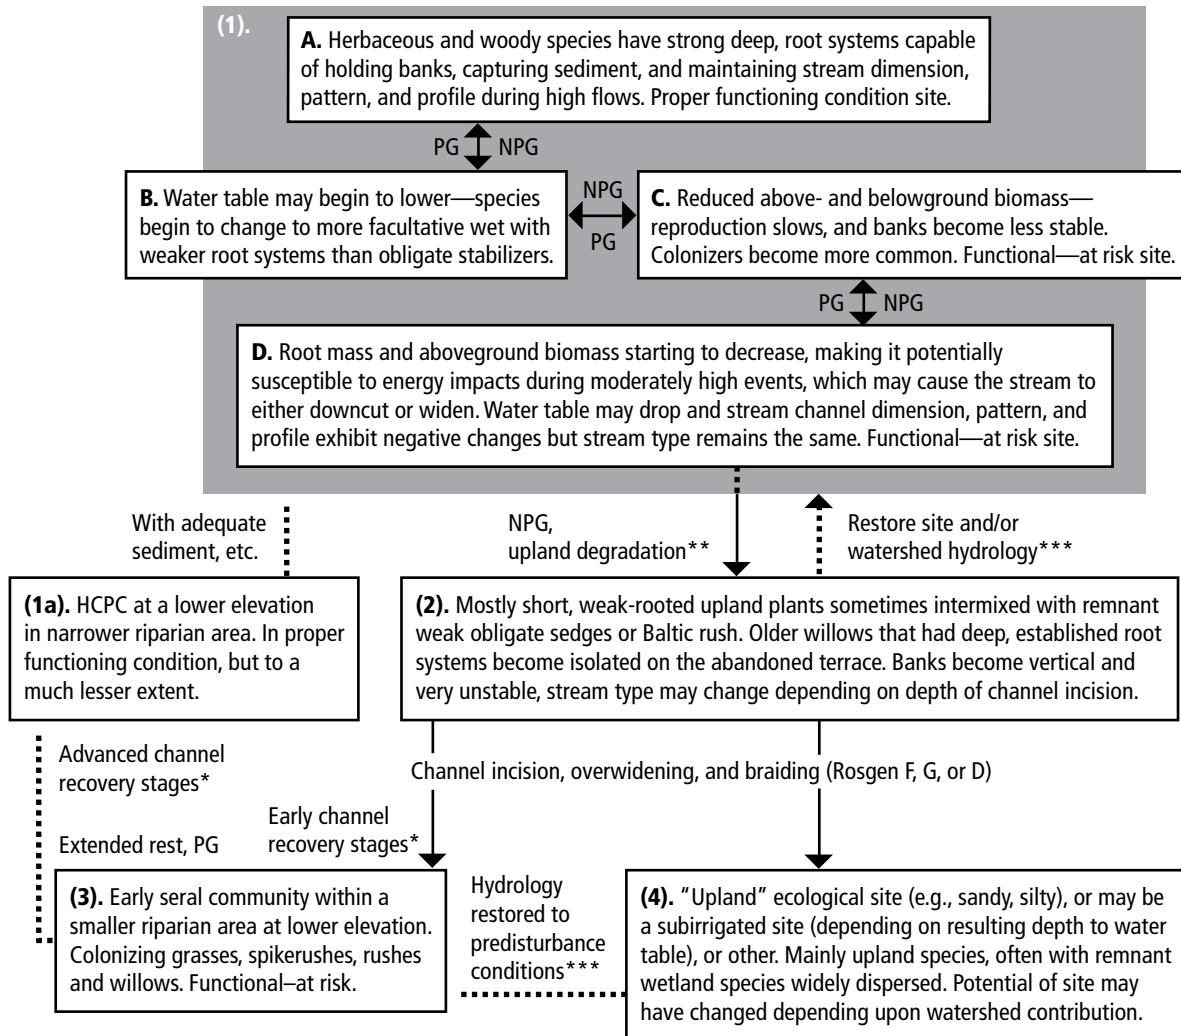 (1).
A. Herbaceous and woody species have strong deep, root systems capable
of holding banks, capturing sediment, and maintaining stream dimension,
pattern, and profile during high flows. Proper functioning condition site.
PG NPG
B. Water table may begin to lower—species
begin to change to more facultative wet with
weaker root systems than obligate stabilizers.
NPG
PG
C. Reduced above- and belowground biomass—
reproduction slows, and banks become less stable.
Colonizers become more common. Functional—at risk site.
PG NPG
D. Root mass and aboveground biomass starting to decrease, making it potentially
susceptible to energy impacts during moderately high events, which may cause the stream to
either downcut or widen. Water table may drop and stream channel dimension, pattern, and
profile exhibit negative changes but stream type remains the same. Functional—at risk site.
With adequate
sediment, etc.
NPG,
upland degradation**
Restore site and/or
watershed hydrology***
(1a). HCPC at a lower elevation
in narrower riparian area. In proper
functioning condition, but to a
much lesser extent.
(2). Mostly short, weak-rooted upland plants sometimes intermixed with remnant
weak obligate sedges or Baltic rush. Older willows that had deep, established root
systems become isolated on the abandoned terrace. Banks become vertical and
very unstable, stream type may change depending on depth of channel incision.
Advanced channel
recovery stages*
Channel incision, overwidening, and braiding (Rosgen F, G, or D)
Extended rest, PG
Early channel
recovery stages*
(3). Early seral community within a
smaller riparian area at lower elevation.
Colonizing grasses, spikerushes, rushes
and willows. Functional–at risk.
Hydrology
restored to
predisturbance
conditions***
(4). "Upland" ecological site (e.g., sandy, silty), or may be
a subirrigated site (depending on resulting depth to water
table), or other. Mainly upland species, often with remnant
wetland species widely dispersed. Potential of site may
have changed depending upon watershed contribution.